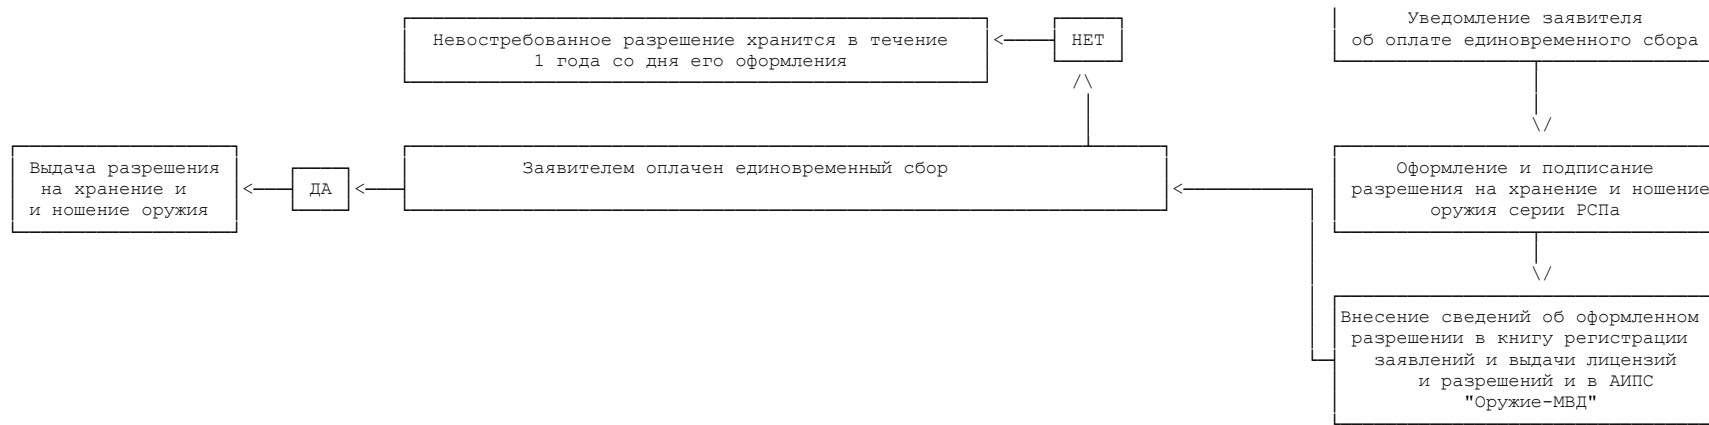 Невостребованное разрешение хранится в течение
1 года со дня его оформления
НЕТ
Уведомление заявителя
об оплате единовременного сбора
Выдача разрешения
на хранение и
и ношение оружия
ДА
Заявителем оплачен единовременный сбор
Оформление и подписание
разрешения на хранение и ношение
оружия серии РСПа
Внесение сведений об оформленном
разрешении в книгу регистрации
заявлений и выдачи лицензий
и разрешений и в АИПС
"Оружие-МВД"